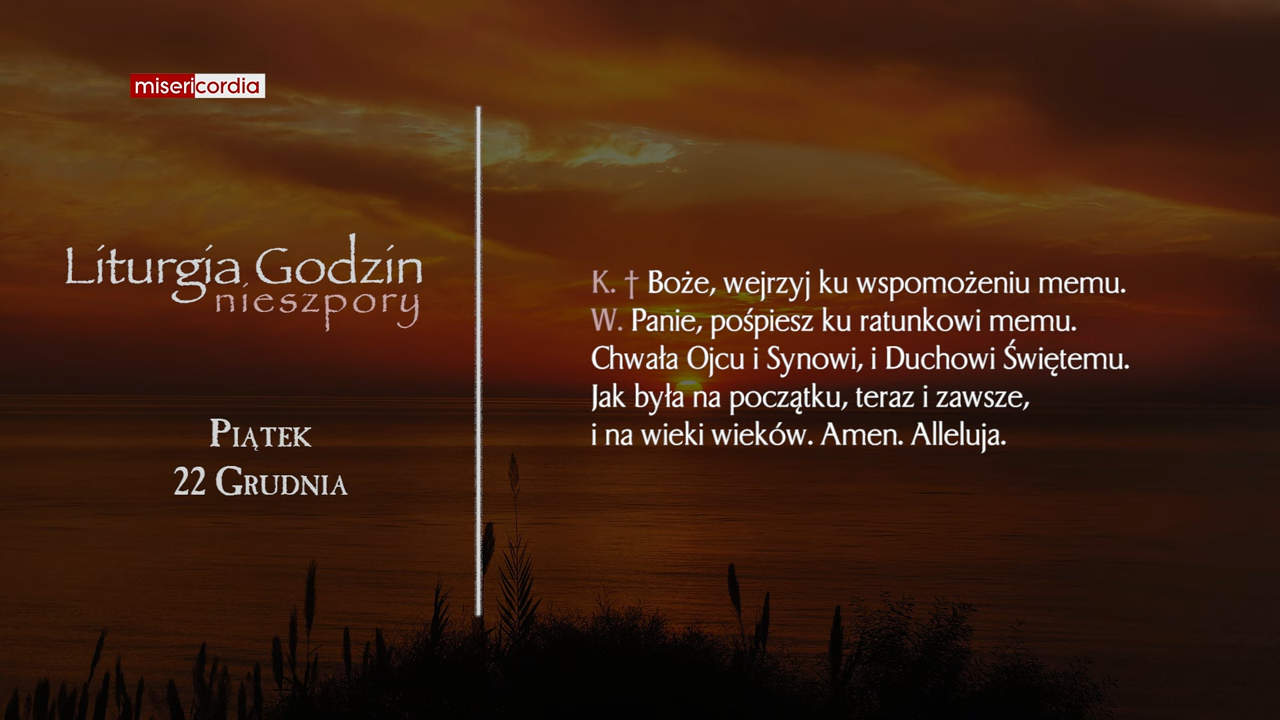 misericordia
Liturgia Godzin
nieszpory
Piątek
22 Grudnia
K. † Boże, wejrzyj ku wspomożeniu memu.
W. Panie, pośpiesz ku ratunkowi memu.
Chwała Ojcu i Synowi, i Duchowi Świętemu.
Jak była na początku, teraz i zawsze,
i na wieki wieków. Amen. Alleluja.